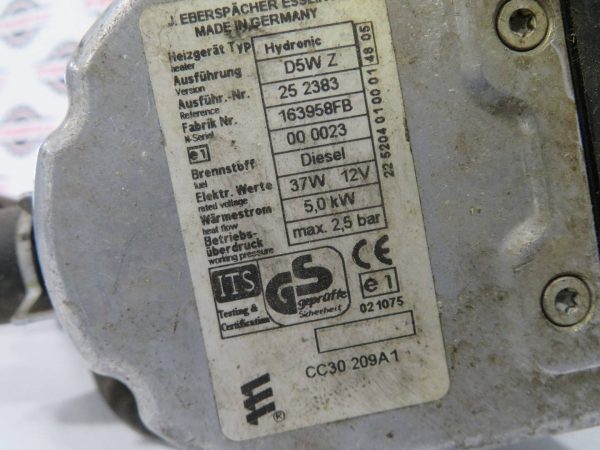 J. EBERSPÄCHER ESSLIN
MADE IN GERMANY
Heizgerät Typ Hydronic
heater
Ausführung D5W Z
Version
Ausführ.-Nr. 25 2383
Reference
Fabrik Nr. 163958FB
N-Serial
e1 00 0023
Brennstoff Diesel
fuel
Elektr. Werte 37W 12V
rated voltage
Wärmestrom 5,0 kW
heat flow
Betriebs-
überdruck max. 2,5 bar
working pressure
22 5204 01 00 01 48 05
ITS
Testing &
Certification
GS
geprüfte
Sicherheit
CE
e1
021075
CC30 209A1
®